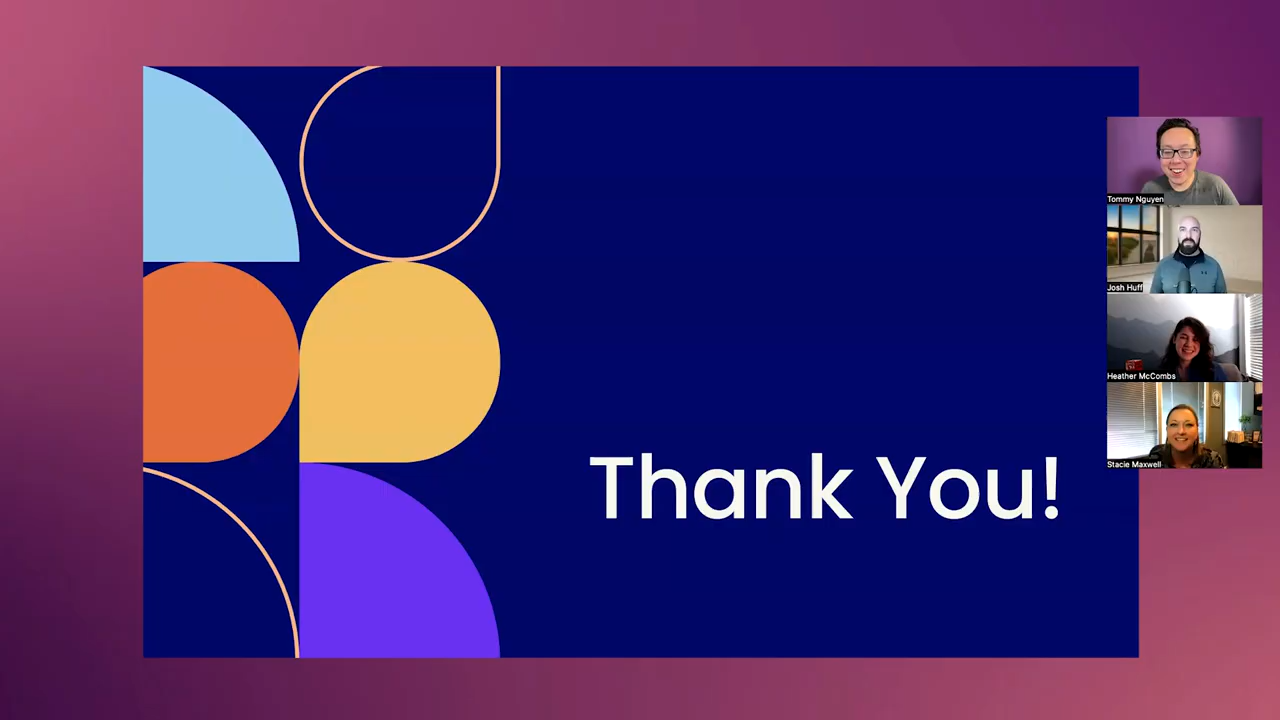 Thank You!
Tommy Nguyen
Josh Huff
Heather McCombs
Stacie Maxwell